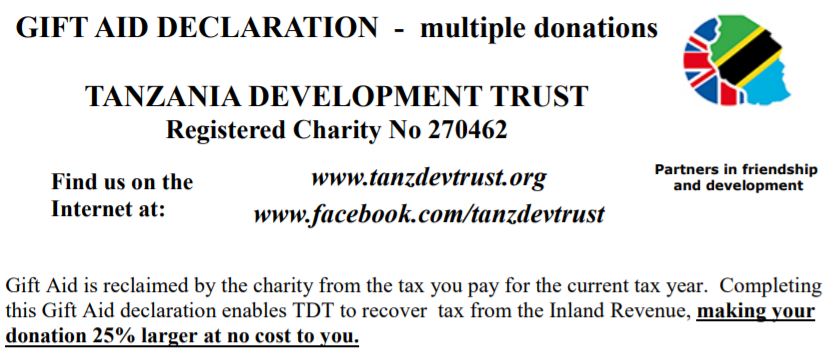 GIFT AID DECLARATION - multiple donations
TANZANIA DEVELOPMENT TRUST
Registered Charity No 270462
Partners in friendship
and development
Find us on the
Internet at:
www.tanzdevtrust.org
www.facebook.com/tanzdevtrust
Gift Aid is reclaimed by the charity from the tax you pay for the current tax year. Completing
this Gift Aid declaration enables TDT to recover tax from the Inland Revenue, making your
donation 25% larger at no cost to you.